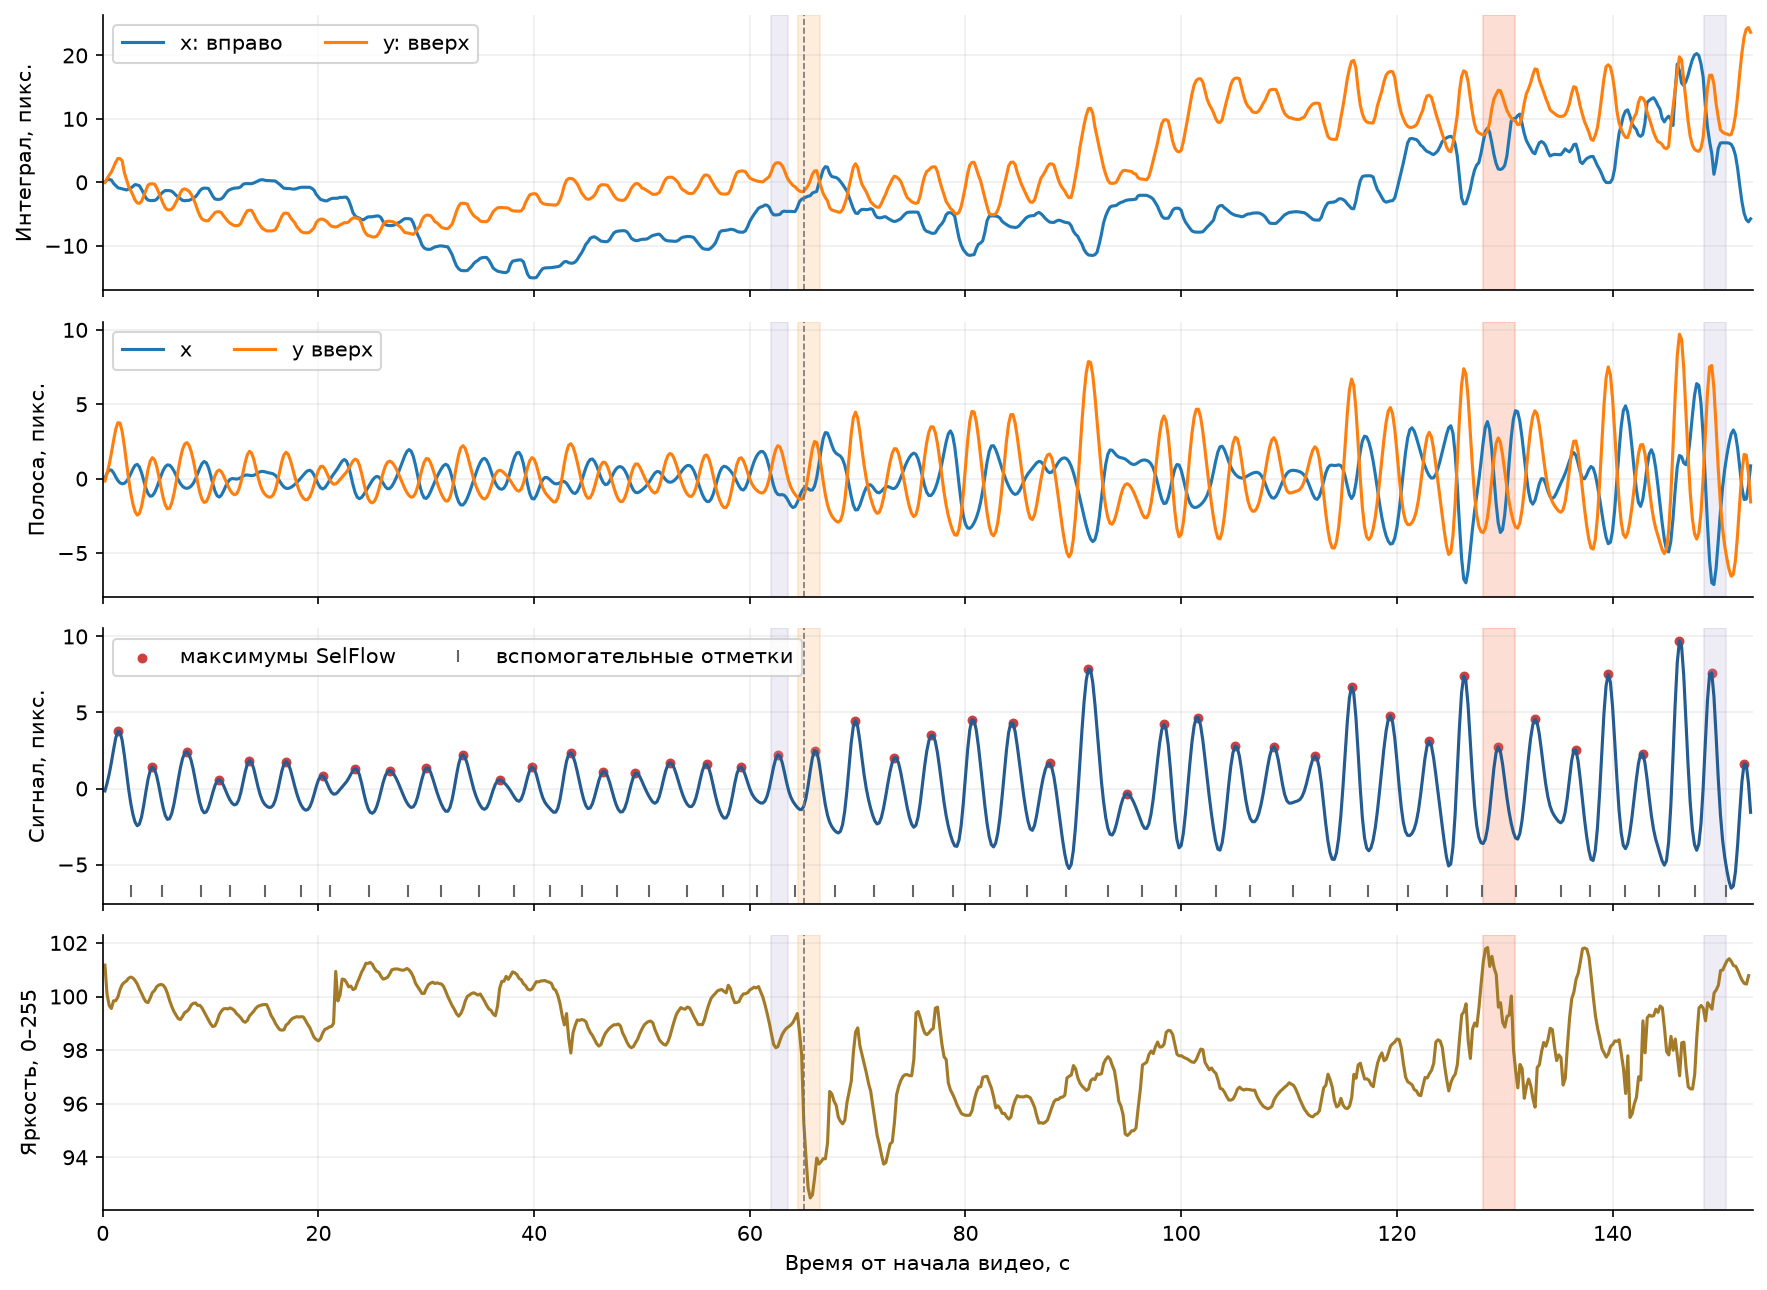 x: вправо y: вверх
Интеграл, пикс.
20
10
0
−10
x y вверх
Полоса, пикс.
10
5
0
−5
максимумы SelFlow вспомогательные отметки
Сигнал, пикс.
10
5
0
−5
Яркость, 0–255
102
100
98
96
94
0 20 40 60 80 100 120 140
Время от начала видео, с